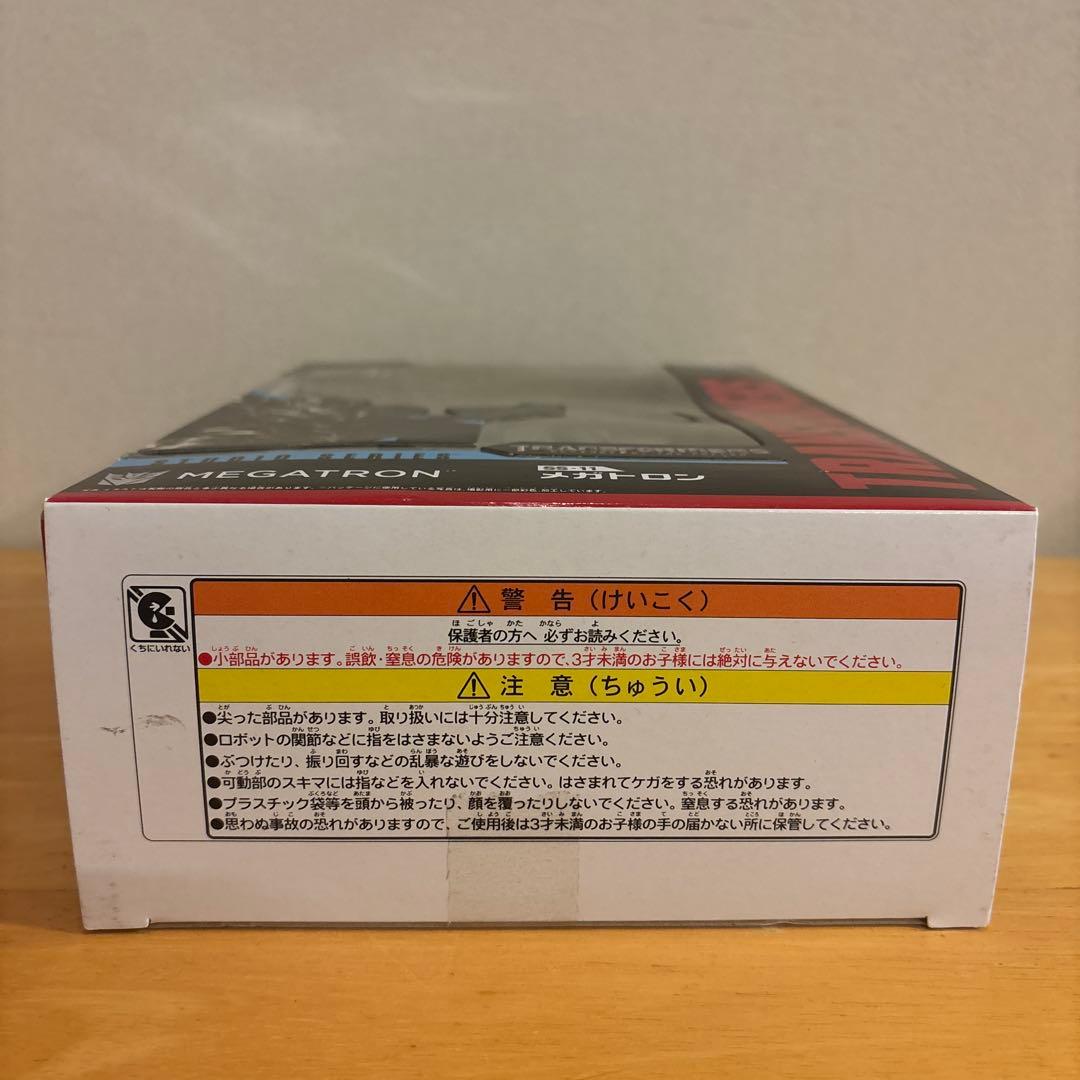 TRANSFORMERS
STUDIO SERIES
SS-11
MEGATRON™
メガトロン
くちにいれない
警告(けいこく)
保護者の方へ 必ずお読みください。
●小部品があります。誤飲・窒息の危険がありますので、3才未満のお子様には絶対に与えないでください。
注意(ちゅうい)
●尖った部品があります。取り扱いには十分注意してください。
●ロボットの関節などに指をはさまないようご注意ください。
●ぶつけたり、振り回すなどの乱暴な遊びをしないでください。
●可動部のスキマには指などを入れないでください。はさまれてケガをする恐れがあります。
●プラスチック袋等を頭から被ったり、顔を覆ったりしないでください。窒息する恐れがあります。
●思わぬ事故の恐れがありますので、ご使用後は3才未満のお子様の手の届かない所に保管してください。